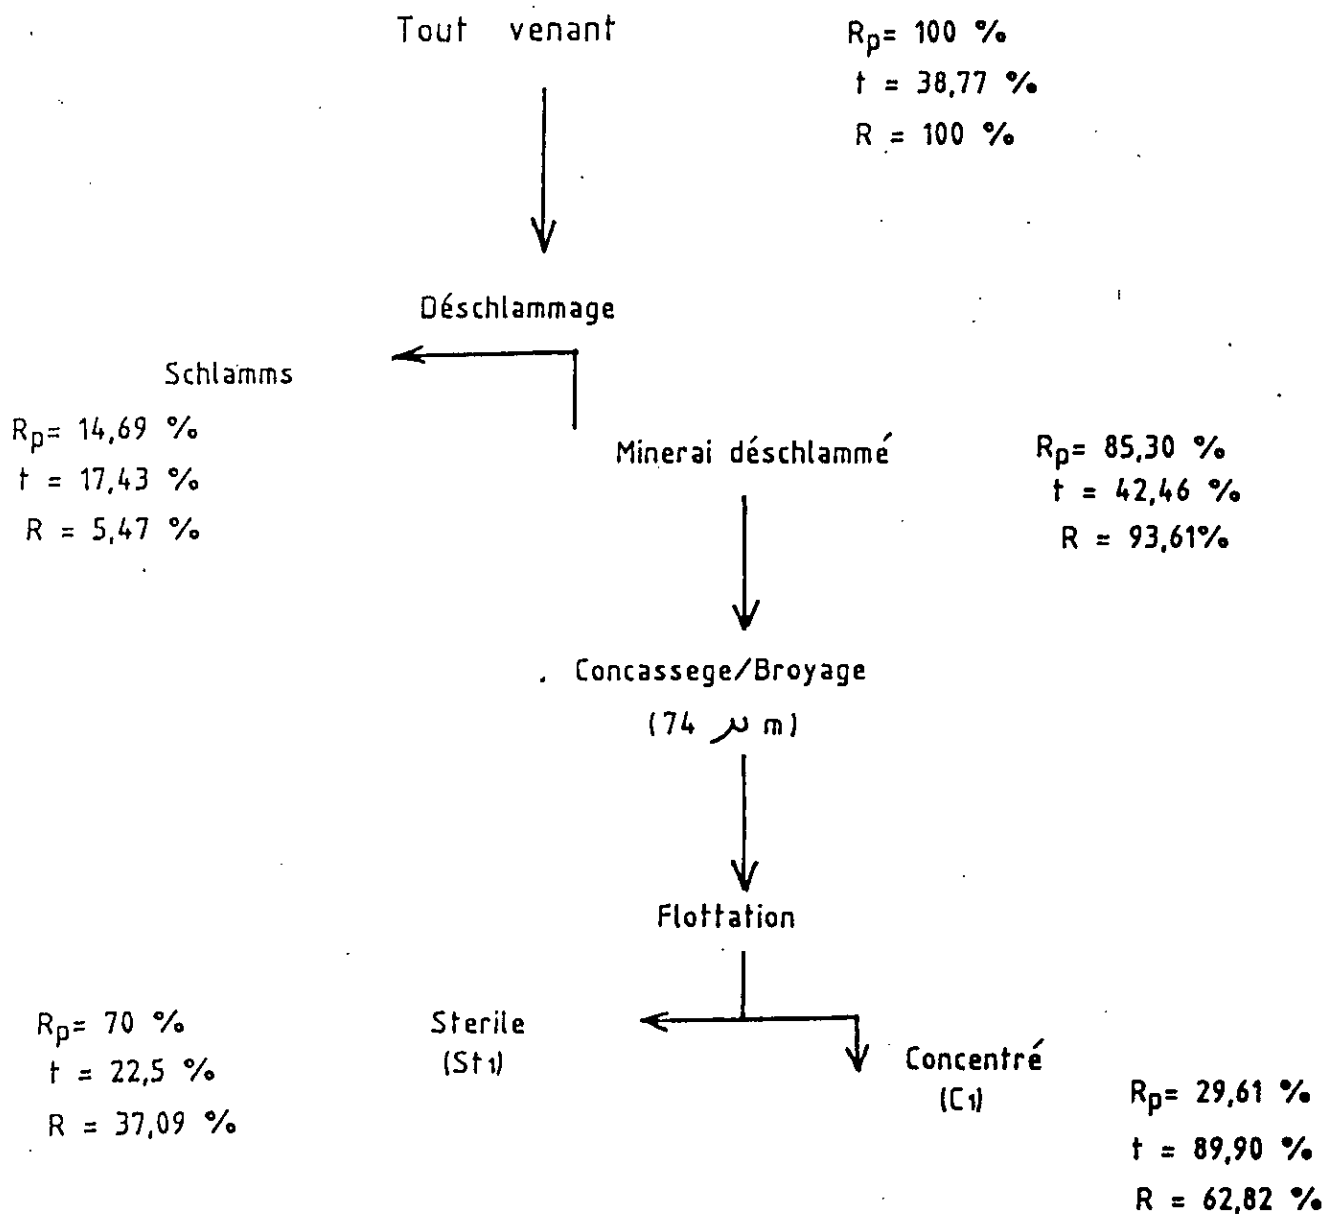 Tout venant
Rp= 100 %
t = 38,77 %
R = 100 %
Déschlammage
Schlamms
Rp= 14,69 %
t = 17,43 %
R = 5,47 %
Minerai déschlammé
Rp= 85,30 %
t = 42,46 %
R = 93,61%
Concassege/Broyage
(74 µm)
Flottation
Rp= 70 %
t = 22,5 %
R = 37,09 %
Sterile
(St1)
Concentré
(C1)
Rp= 29,61 %
t = 89,90 %
R = 62,82 %